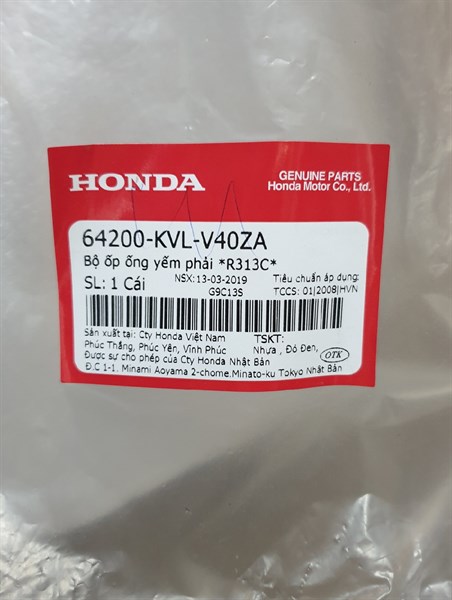 HONDA
GENUINE PARTS
Honda Motor Co., Ltd.
64200-KVL-V40ZA
Bộ ốp ống yếm phải *R313C*
SL: 1 Cái
NSX:13-03-2019
G9C13S
Tiêu chuẩn áp dụng:
TCCS: 01|2008|HVN
Sản xuất tại: Cty Honda Việt Nam
Phúc Thắng, Phúc Yên, Vĩnh Phúc
Được sự cho phép của Cty Honda Nhật Bản
Đ.C 1-1, Minami Aoyama 2-chome.Minato-ku Tokyo Nhật Bản
TSKT:
Nhựa , Đỏ Đen,
OTK